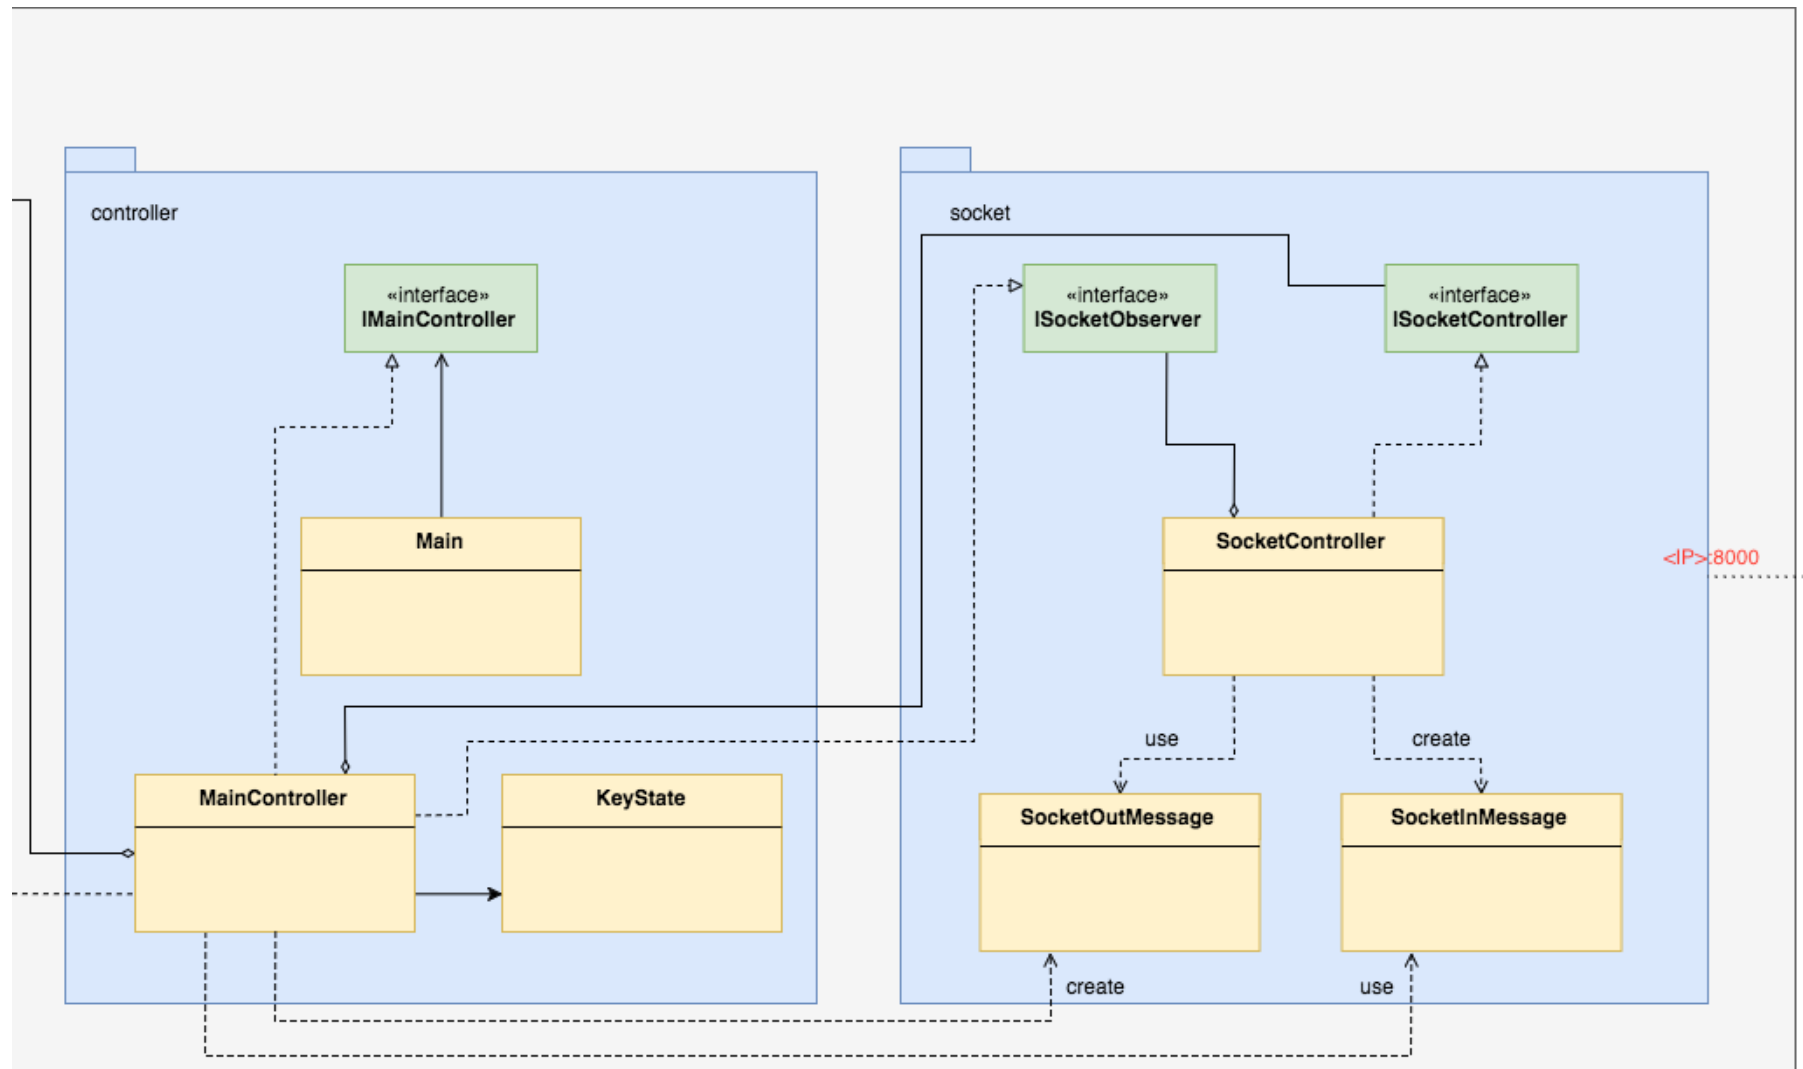 controller
«interface»
IMainController
Main
MainController
KeyState
socket
«interface»
ISocketObserver
«interface»
ISocketController
SocketController
<IP>:8000
use
create
SocketOutMessage
SocketInMessage
create
use